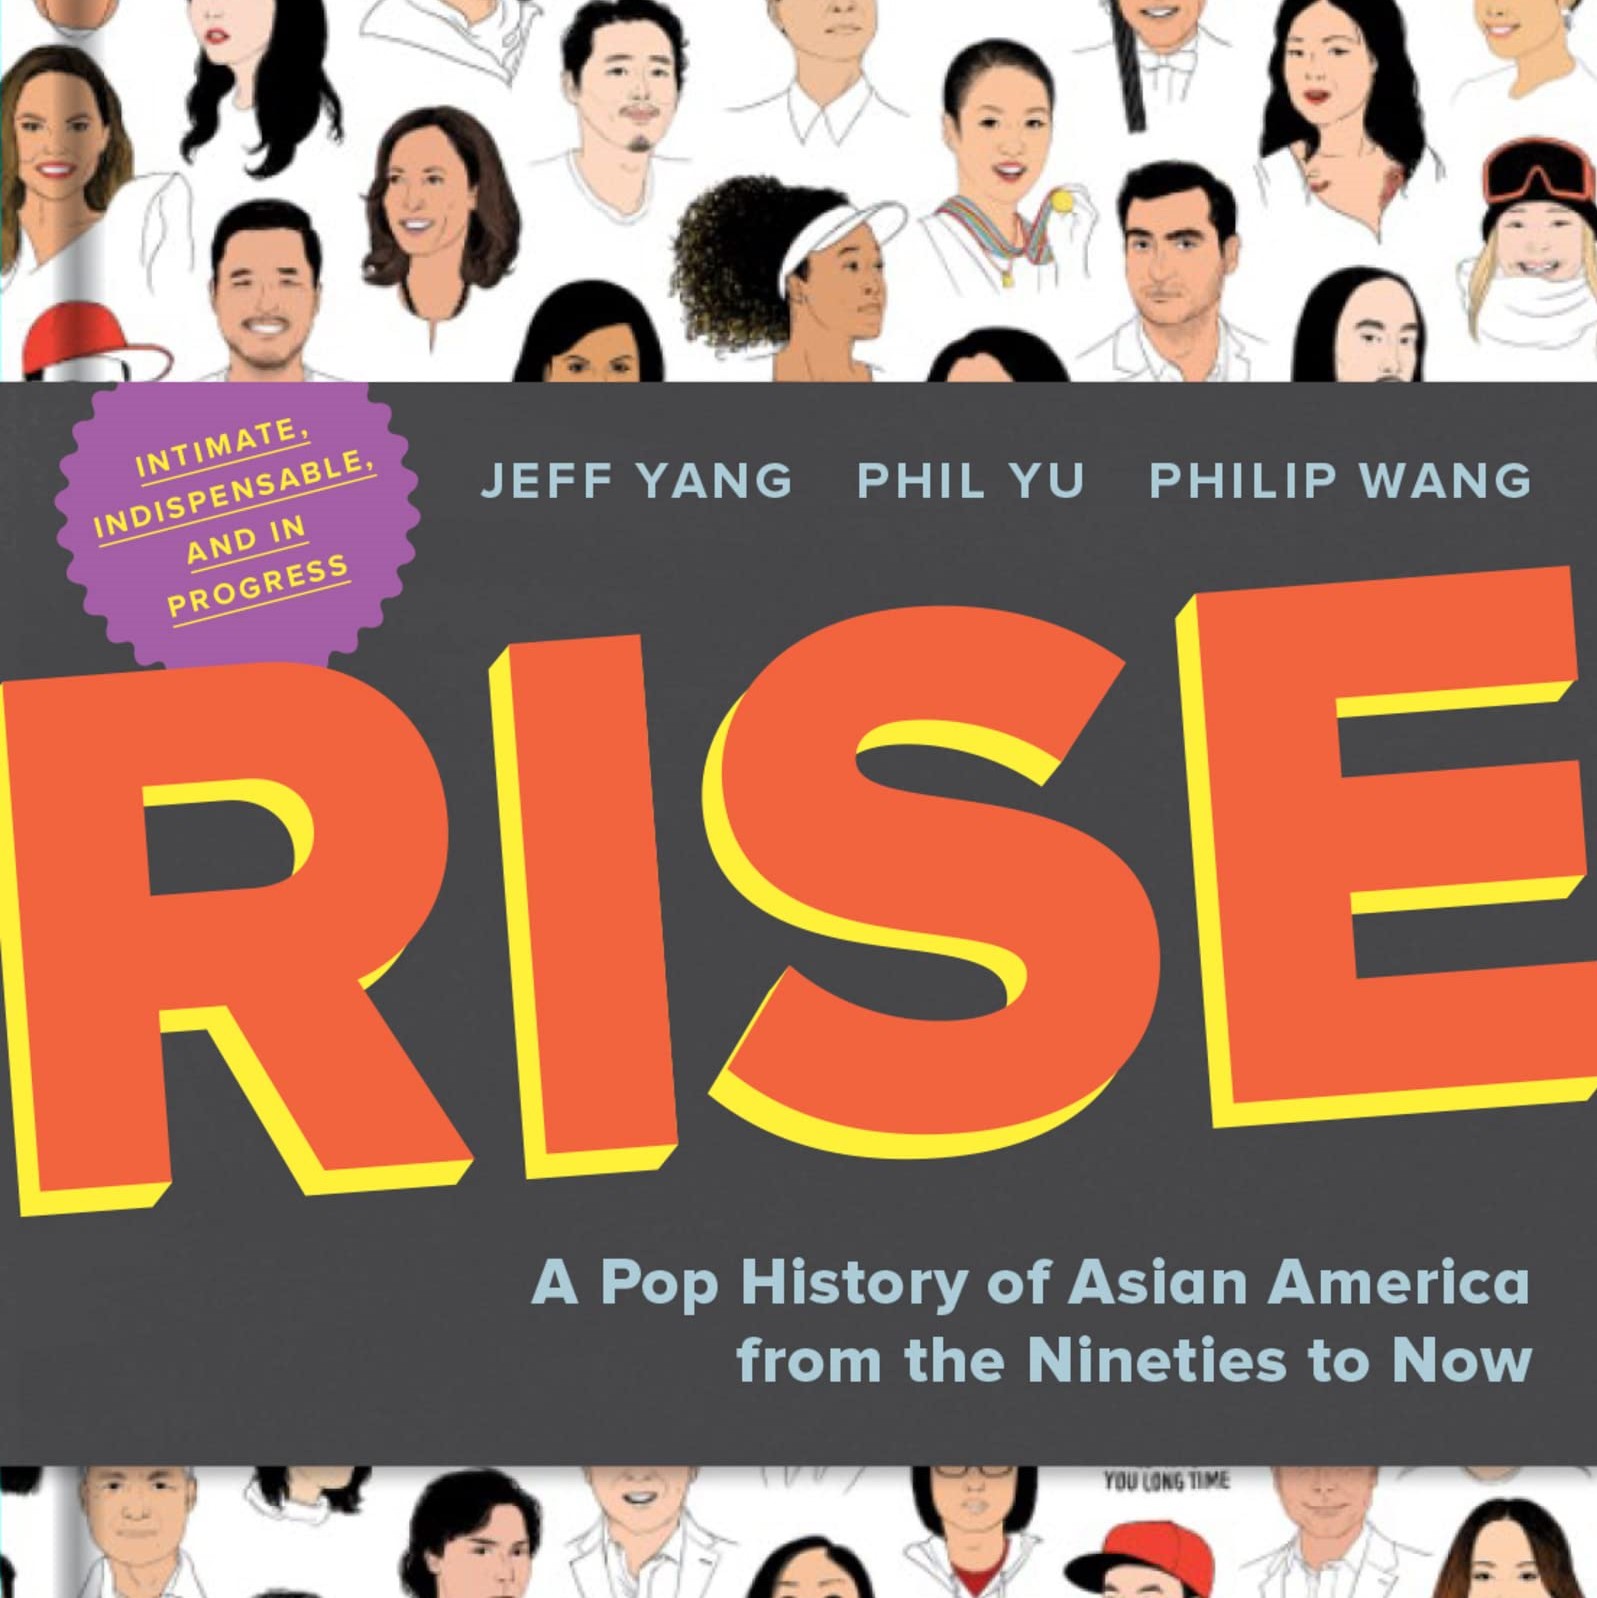 INTIMATE,
INDISPENSABLE,
AND IN
PROGRESS
JEFF YANG PHIL YU PHILIP WANG
RISE
A Pop History of Asian America
from the Nineties to Now
YOU LONG TIME